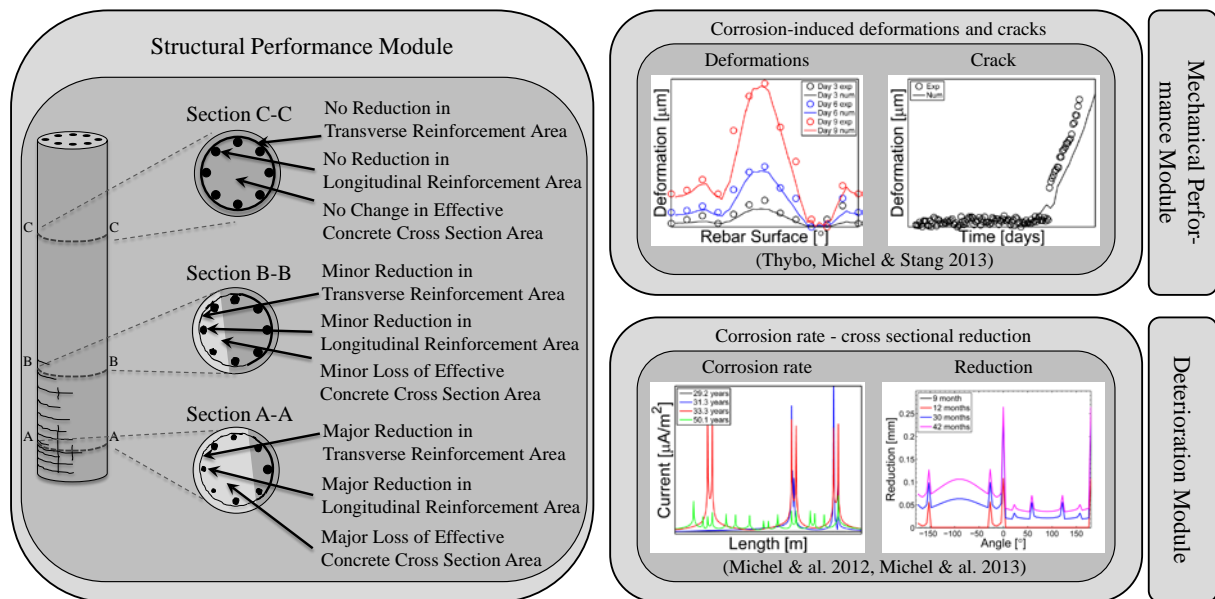 Structural Performance Module
Section C-C
No Reduction in
Transverse Reinforcement Area
No Reduction in
Longitudinal Reinforcement Area
No Change in Effective
Concrete Cross Section Area
C
C
Section B-B
Minor Reduction in
Transverse Reinforcement Area
Minor Reduction in
Longitudinal Reinforcement Area
Minor Loss of Effective
Concrete Cross Section Area
B
B
Section A-A
Major Reduction in
Transverse Reinforcement Area
Major Reduction in
Longitudinal Reinforcement Area
Major Loss of Effective
Concrete Cross Section Area
A
A
Corrosion-induced deformations and cracks
Deformations
Deformation [μm]
Day 3 exp
Day 3 num
Day 6 exp
Day 6 num
Day 9 exp
Day 9 num
Rebar Surface [°]
Crack
Deformation [μm]
Exp
Num
Time [days]
(Thybo, Michel & Stang 2013)
Mechanical Perfor-
mance Module
Corrosion rate - cross sectional reduction
Corrosion rate
Current [μA/m²]
29.2 years
31.3 years
33.3 years
50.1 years
Length [m]
Reduction
Reduction [mm]
9 month
12 months
30 months
42 months
0.25
0.2
0.15
0.1
0.05
0
−150 −100 −50 0 50 100 150
Angle [°]
(Michel & al. 2012, Michel & al. 2013)
Deterioration Module